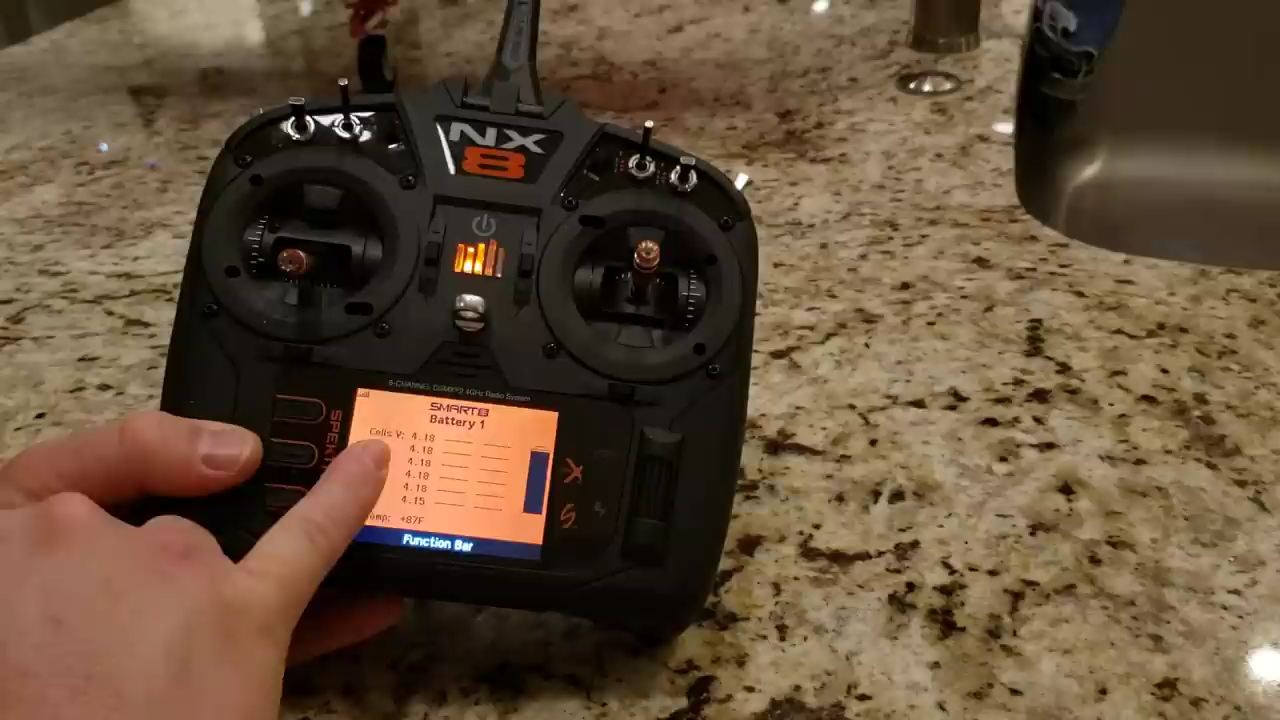 NX
8
8-CHANNEL DSMX® 2.4GHz Radio System
SMART
Battery 1
Cells V: 4.18
4.18
4.18
4.18
4.18
4.15
+87F
Function Bar